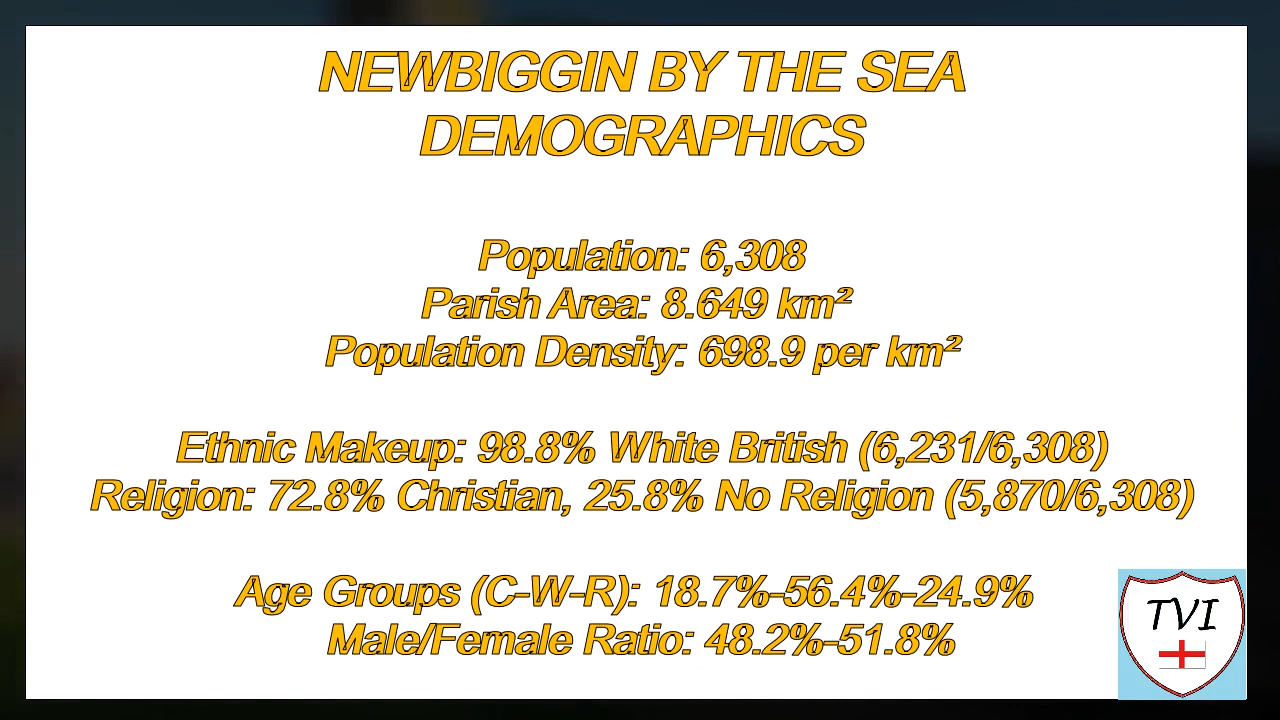 NEWBIGGIN BY THE SEA
DEMOGRAPHICS
Population: 6,308
Parish Area: 8.649 km²
Population Density: 698.9 per km²
Ethnic Makeup: 98.8% White British (6,231/6,308)
Religion: 72.8% Christian, 25.8% No Religion (5,870/6,308)
Age Groups (C-W-R): 18.7%-56.4%-24.9%
Male/Female Ratio: 48.2%-51.8%
TVI